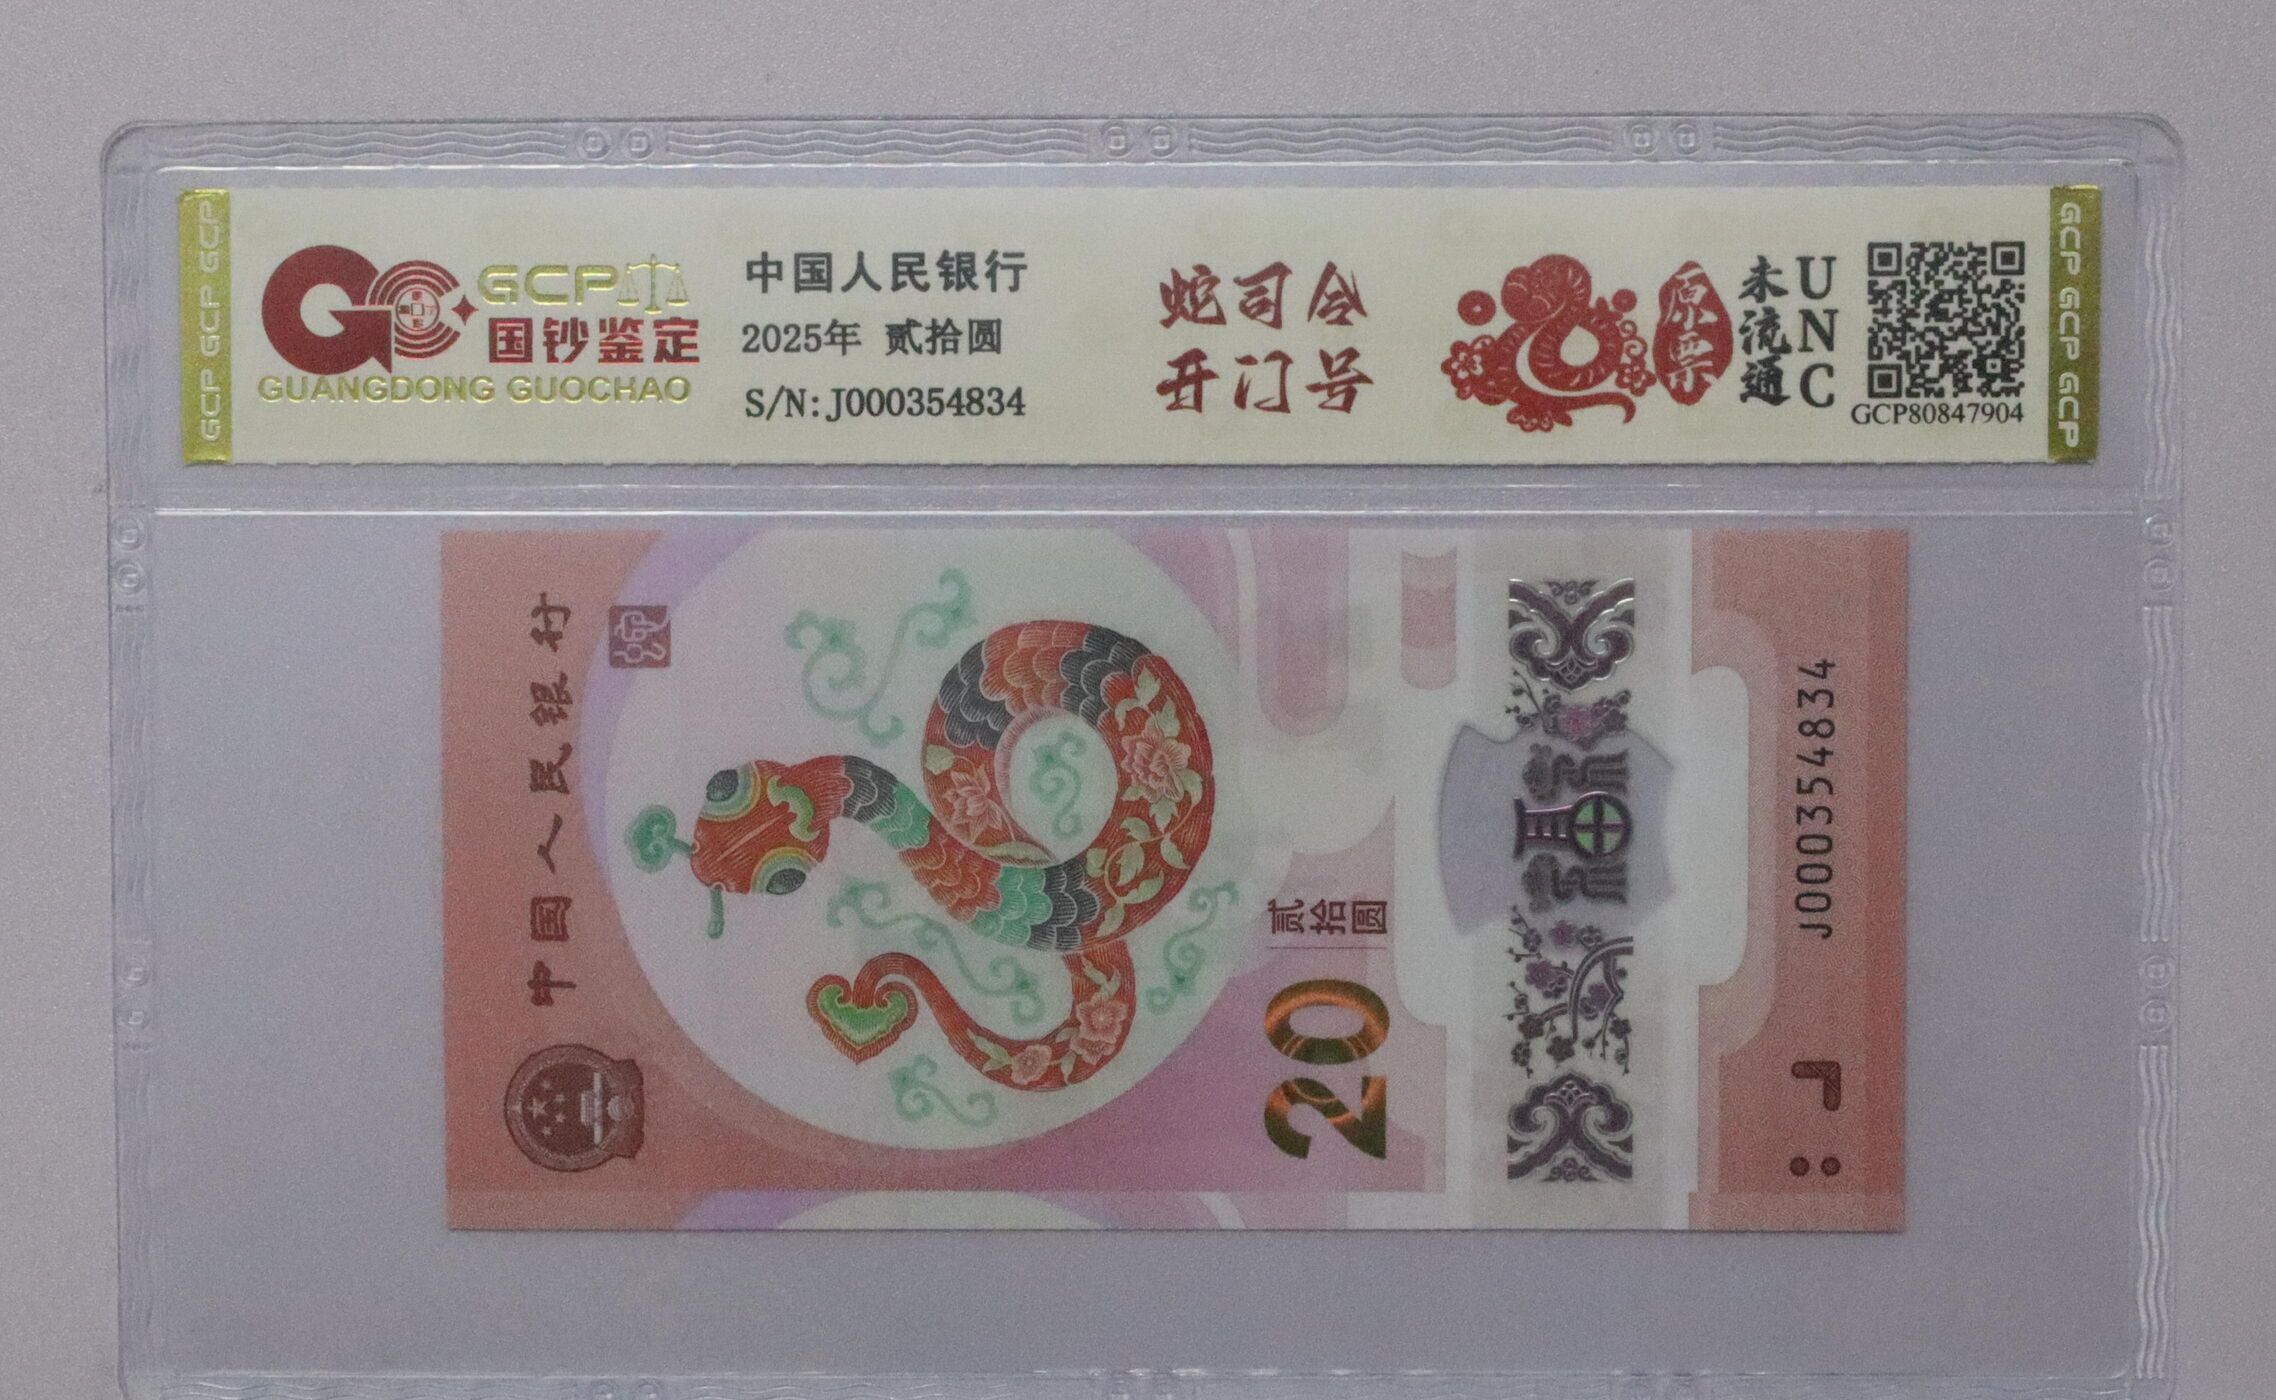 GCP GCP GCP
GCP
国钞鉴定
GUANGDONG GUOCHAO
中国人民银行
2025年 贰拾圆
S/N:J000354834
蛇司令
开门号
原票
未流通
UNC
GCP80847904
GCP GCP GCP
中国人民银行
贰拾圆
20
福
J000354834